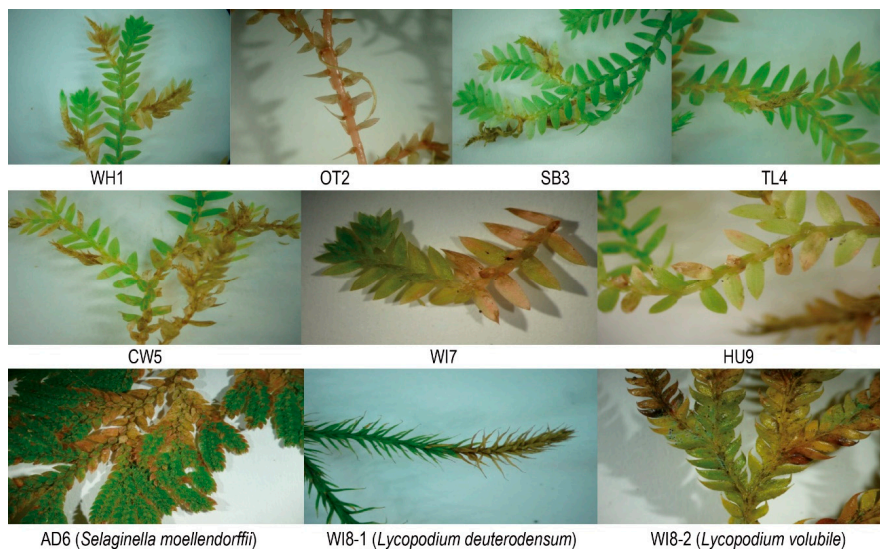 WH1
OT2
SB3
TL4
CW5
WI7
HU9
AD6 (Selaginella moellendorffii)
WI8-1 (Lycopodium deuterodensum)
WI8-2 (Lycopodium volubile)